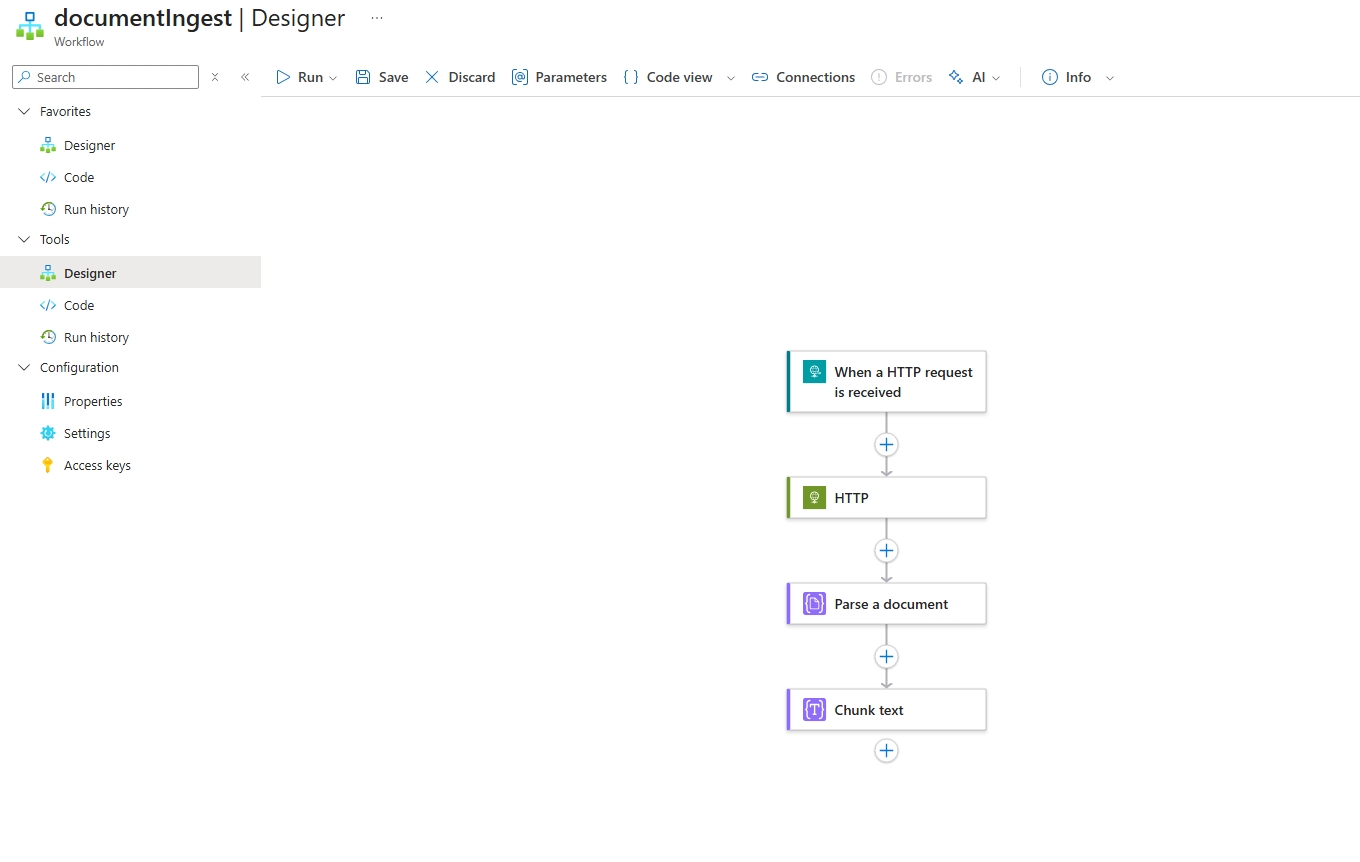 documentIngest | Designer ...
Workflow
Search
Run
Save
Discard
Parameters
Code view
Connections
Errors
AI
Info
Favorites
Designer
Code
Run history
Tools
Designer
Code
Run history
Configuration
Properties
Settings
Access keys
When a HTTP request
is received
HTTP
Parse a document
Chunk text